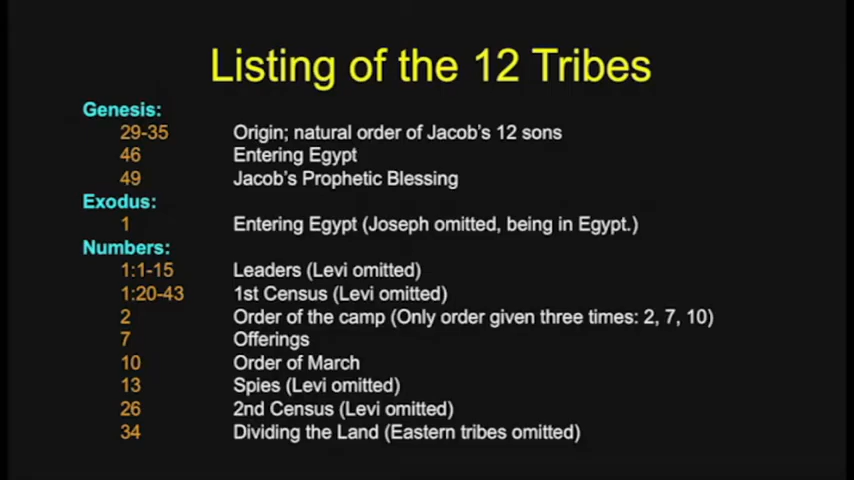 Listing of the 12 Tribes
Genesis:
29-35 Origin; natural order of Jacob's 12 sons
46 Entering Egypt
49 Jacob's Prophetic Blessing
Exodus:
1 Entering Egypt (Joseph omitted, being in Egypt.)
Numbers:
1:1-15 Leaders (Levi omitted)
1:20-43 1st Census (Levi omitted)
2 Order of the camp (Only order given three times: 2, 7, 10)
7 Offerings
10 Order of March
13 Spies (Levi omitted)
26 2nd Census (Levi omitted)
34 Dividing the Land (Eastern tribes omitted)